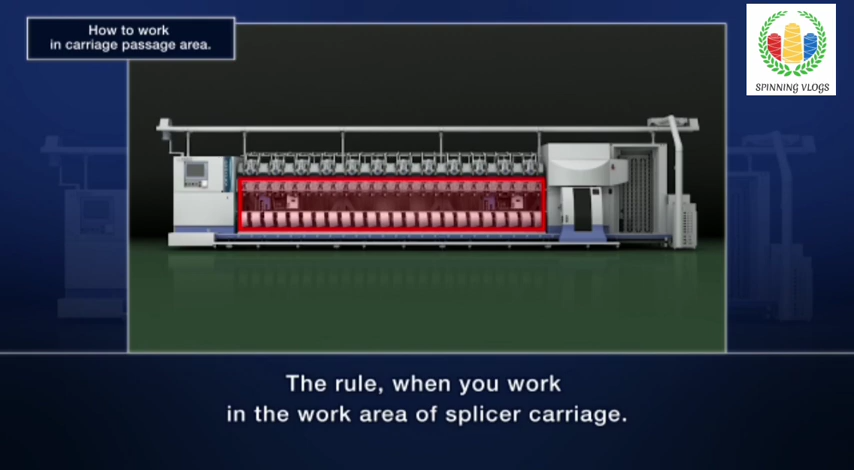 How to work
in carriage passage area.
SPINNING VLOGS
The rule, when you work
in the work area of splicer carriage.